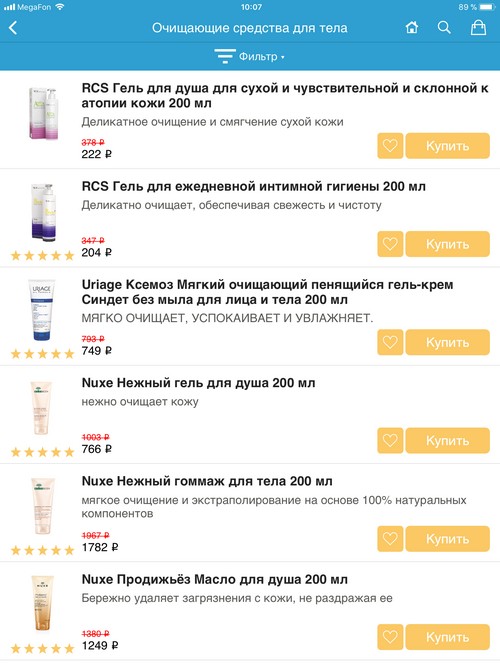 MegaFon 10:07 89 %
Очищающие средства для тела
Фильтр
RCS Гель для душа для сухой и чувствительной и склонной к
атопии кожи 200 мл
Деликатное очищение и смягчение сухой кожи
378 ₽
222 ₽
Купить
RCS Гель для ежедневной интимной гигиены 200 мл
Деликатно очищает, обеспечивая свежесть и чистоту
347 ₽
204 ₽
Купить
URIAGE
Uriage Ксемоз Мягкий очищающий пенящийся гель-крем
Синдет без мыла для лица и тела 200 мл
МЯГКО ОЧИЩАЕТ, УСПОКАИВАЕТ И УВЛАЖНЯЕТ.
793 ₽
749 ₽
Купить
Nuxe Нежный гель для душа 200 мл
нежно очищает кожу
1003 ₽
766 ₽
Купить
Nuxe Нежный гоммаж для тела 200 мл
мягкое очищение и экстраполирование на основе 100% натуральных
компонентов
1967 ₽
1782 ₽
Купить
NUXE
Nuxe Продижьёз Масло для душа 200 мл
Бережно удаляет загрязнения с кожи, не раздражая ее
1380 ₽
1249 ₽
Купить